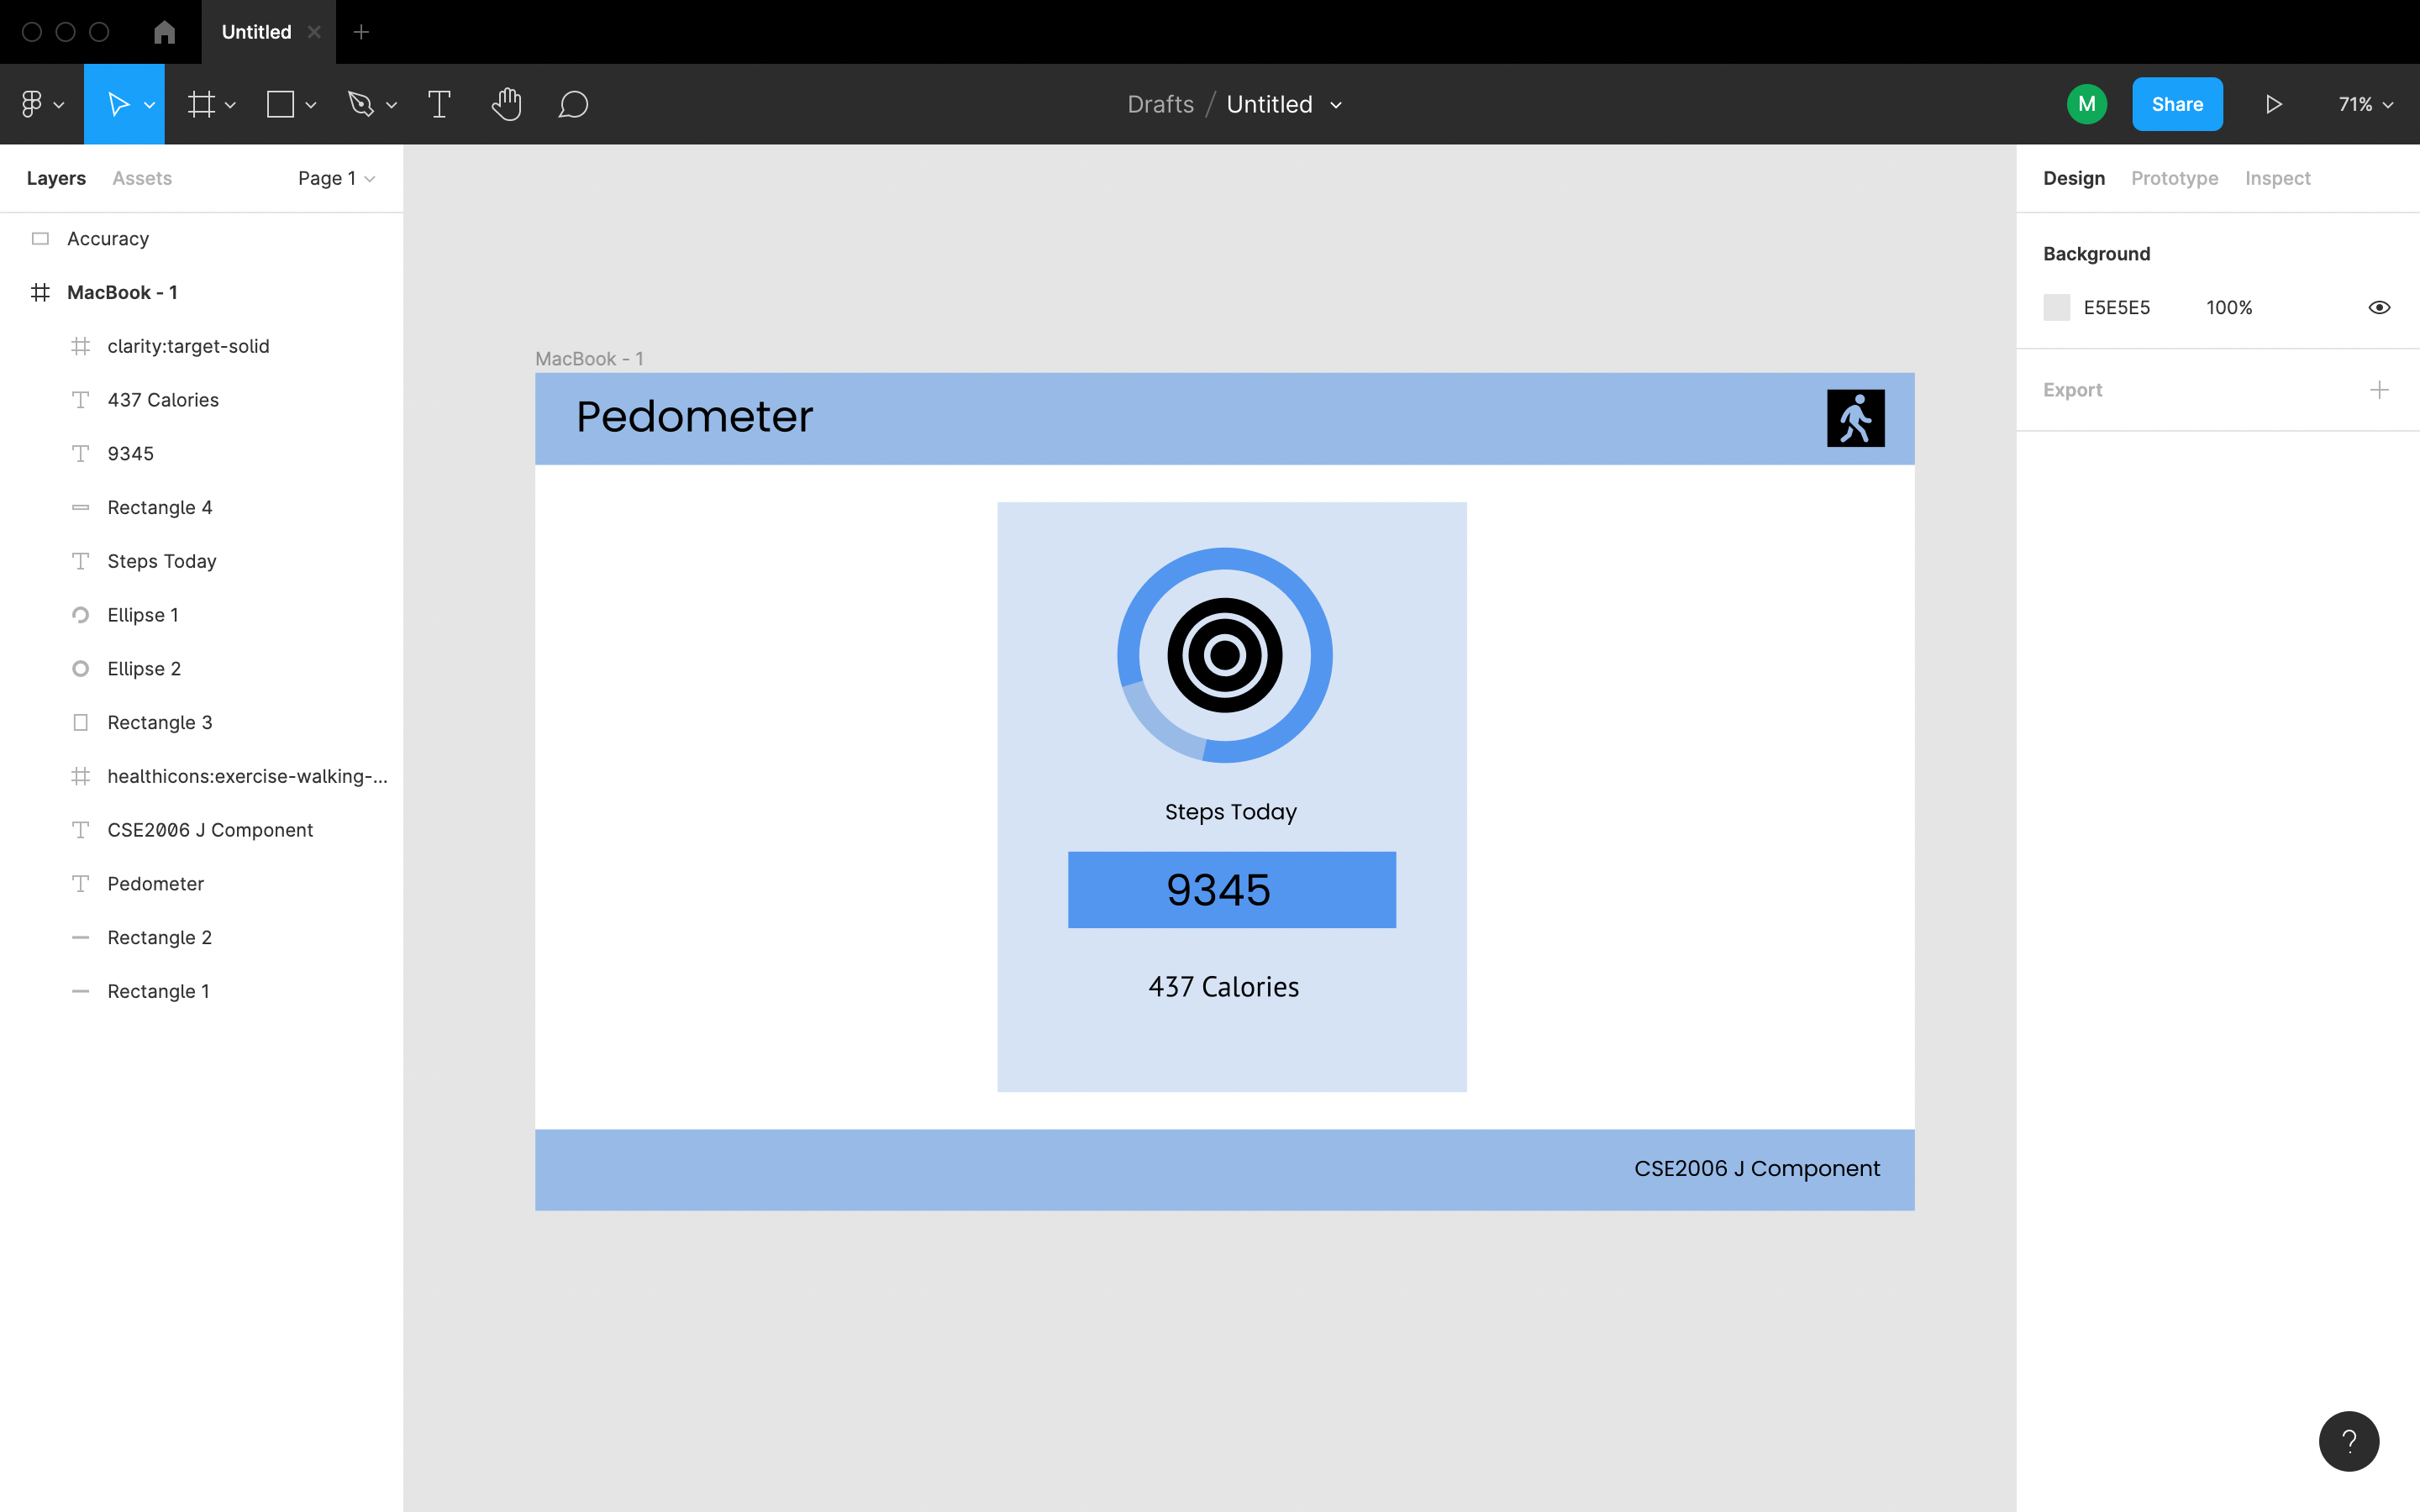 Untitled
Drafts / Untitled
M
Share
71%
Layers Assets Page 1
Accuracy
MacBook - 1
clarity:target-solid
437 Calories
9345
Rectangle 4
Steps Today
Ellipse 1
Ellipse 2
Rectangle 3
healthicons:exercise-walking-...
CSE2006 J Component
Pedometer
Rectangle 2
Rectangle 1
MacBook - 1
Pedometer
Steps Today
9345
437 Calories
CSE2006 J Component
Design Prototype Inspect
Background
E5E5E5 100%
Export
?